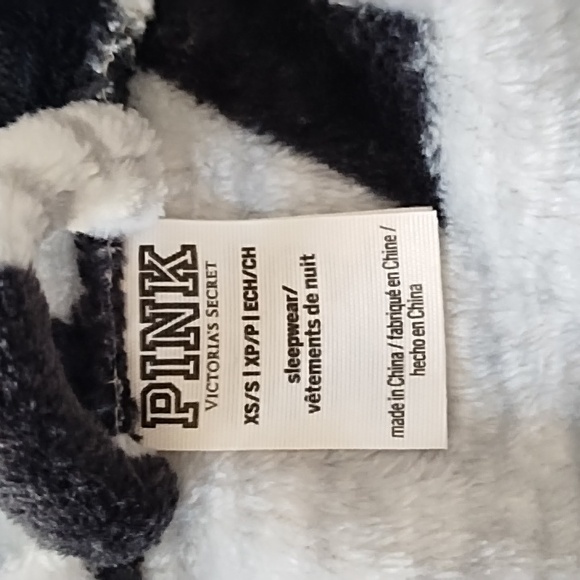 PINK
VICTORIA'S SECRET
XS/S | XP/P | ECH/CH
sleepwear/
vêtements de nuit
made in China / fabriqué en Chine /
hecho en China